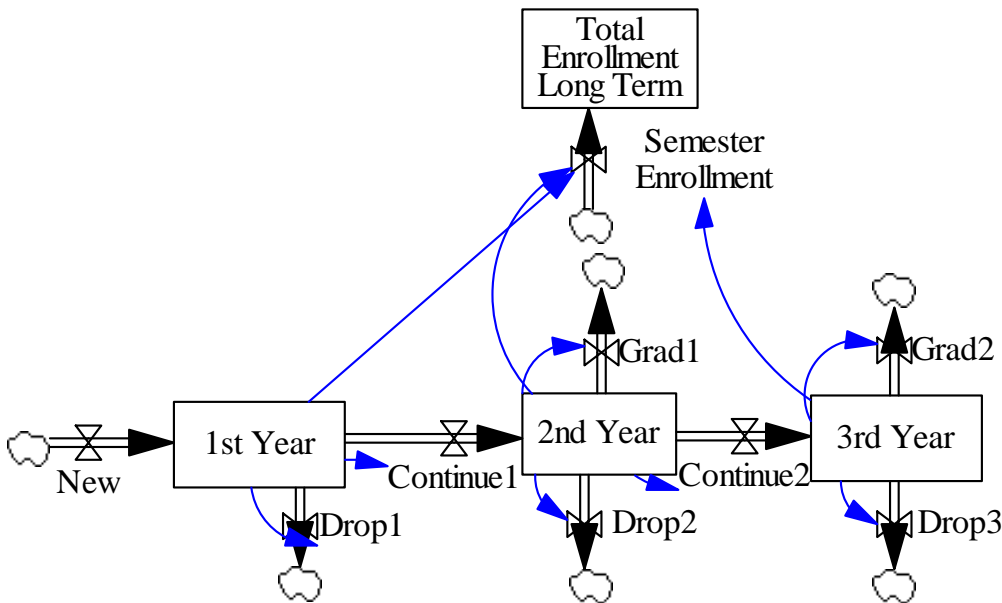 Total
Enrollment
Long Term
Semester
Enrollment
Grad1
Grad2
1st Year
2nd Year
3rd Year
New
Continue1
Continue2
Drop1
Drop2
Drop3